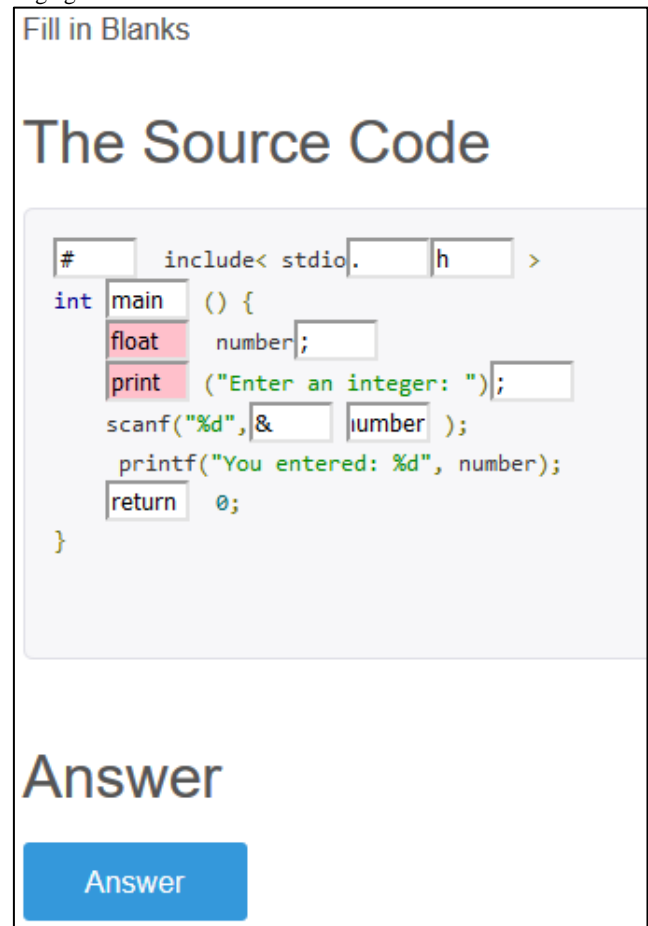 Fill in Blanks
The Source Code
# include< stdio. h >
int main () {
float number;
print ("Enter an integer: ");
scanf("%d",& number );
printf("You entered: %d", number);
return 0;
}
Answer
Answer